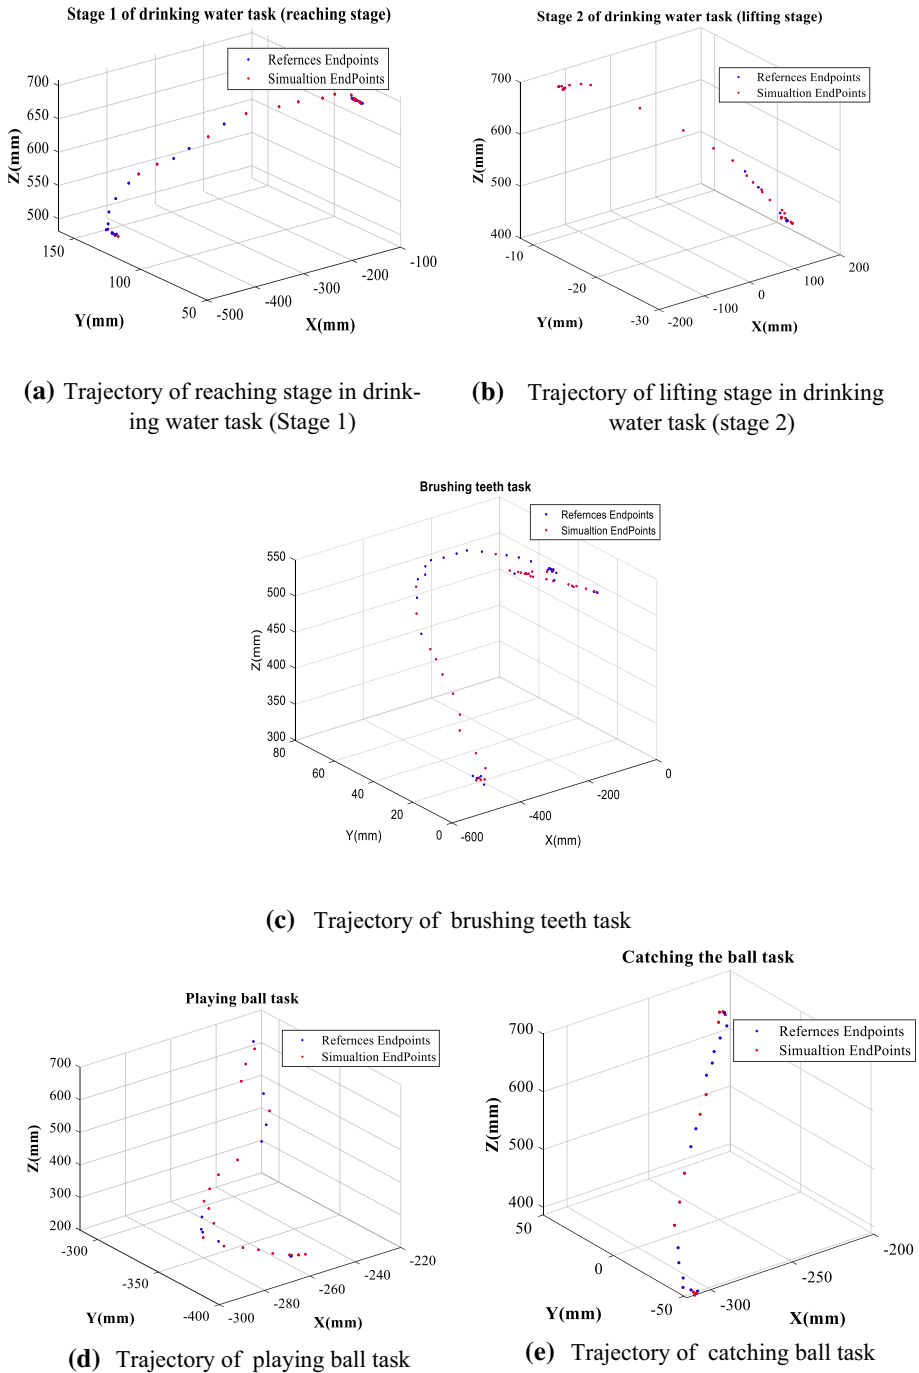 Stage 1 of drinking water task (reaching stage)
Refernces Endpoints
Simualtion EndPoints
700
650
600
550
500
Z(mm)
150
100
50
Y(mm)
-500
-400
-300
-200
-100
X(mm)
Stage 2 of drinking water task (lifting stage)
Refernces Endpoints
Simualtion EndPoints
700
600
500
400
Z(mm)
-10
-20
-30
Y(mm)
-200
-100
0
100
200
X(mm)
(a) Trajectory of reaching stage in drink-
ing water task (Stage 1)
(b) Trajectory of lifting stage in drinking
water task (stage 2)
Brushing teeth task
Refernces Endpoints
Simualtion EndPoints
550
500
450
400
350
300
Z(mm)
80
60
40
20
0
Y(mm)
-600
-400
-200
0
X(mm)
(c) Trajectory of brushing teeth task
Playing ball task
Refernces Endpoints
Simualtion EndPoints
700
600
500
400
300
200
Z(mm)
-300
-350
-400
Y(mm)
-300
-280
-260
-240
-220
X(mm)
(d) Trajectory of playing ball task
Catching the ball task
Refernces Endpoints
Simualtion EndPoints
700
600
500
400
Z(mm)
50
0
-50
Y(mm)
-300
-250
-200
X(mm)
(e) Trajectory of catching ball task